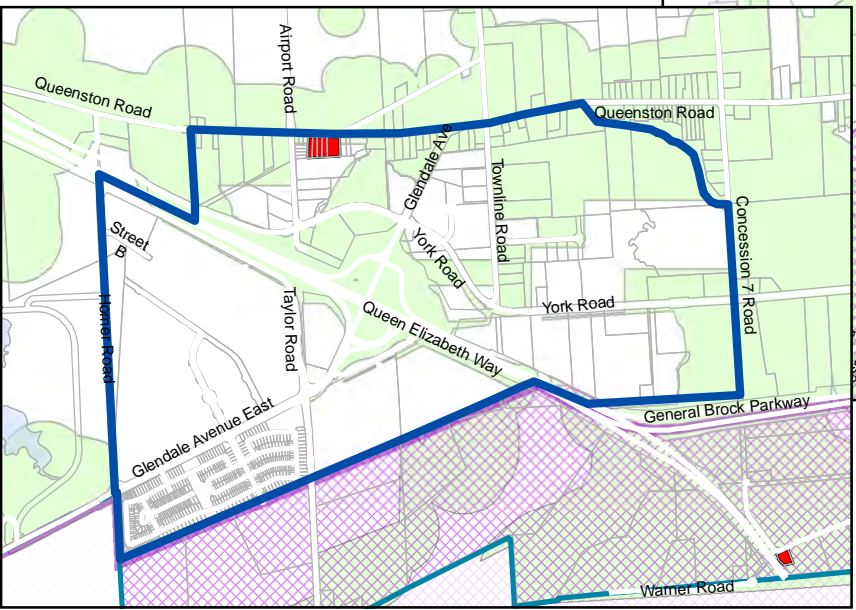 Airport Road
Queenston Road
Queenston Road
Glendale Ave
Townline Road
Street
B
York Road
Concession 7 Road
Homer Road
Taylor Road
Queen Elizabeth Way
York Road
Glendale Avenue East
General Brock Parkway
Warner Road